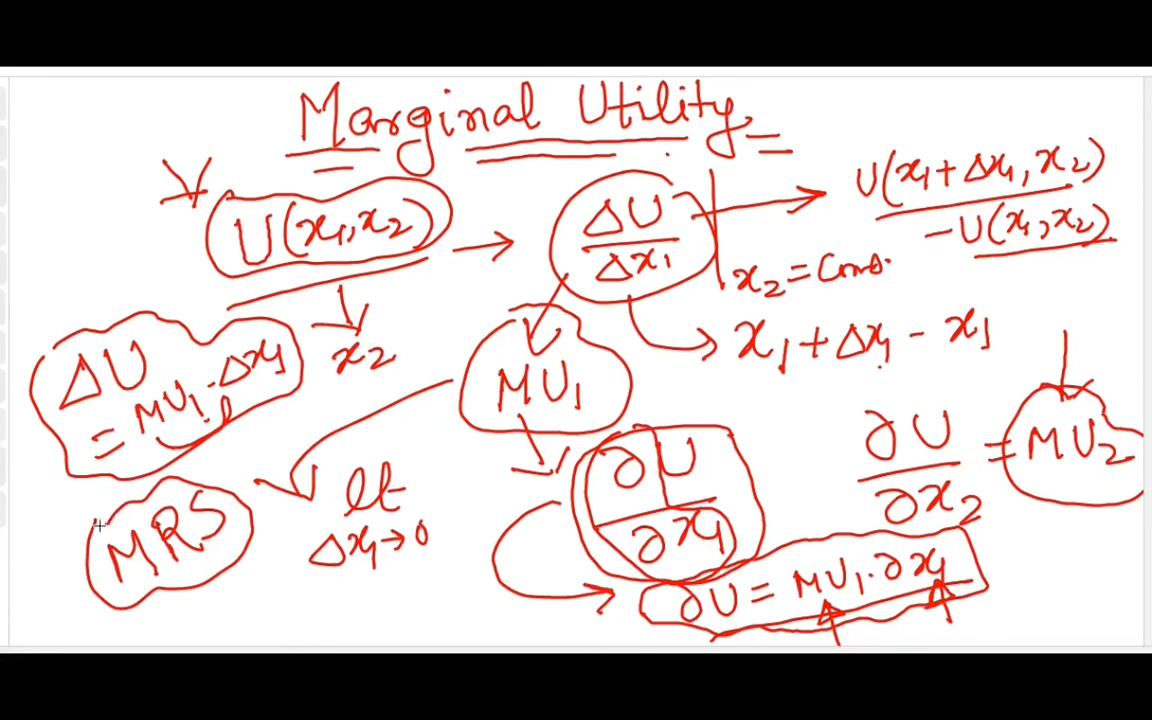 Marginal Utility
U(x₁, x₂)
ΔU
Δx₁
x₂ = Cons.
U(x₁ + Δx₁, x₂)
- U(x₁, x₂)
x₂
x₁ + Δx₁ - x₁
ΔU
= MU₁ . Δx₁
MU₁
∂U
∂x₁
∂U
∂x₂
= MU₂
MRS
lt
Δx₁→0
∂U = MU₁ . ∂x₁